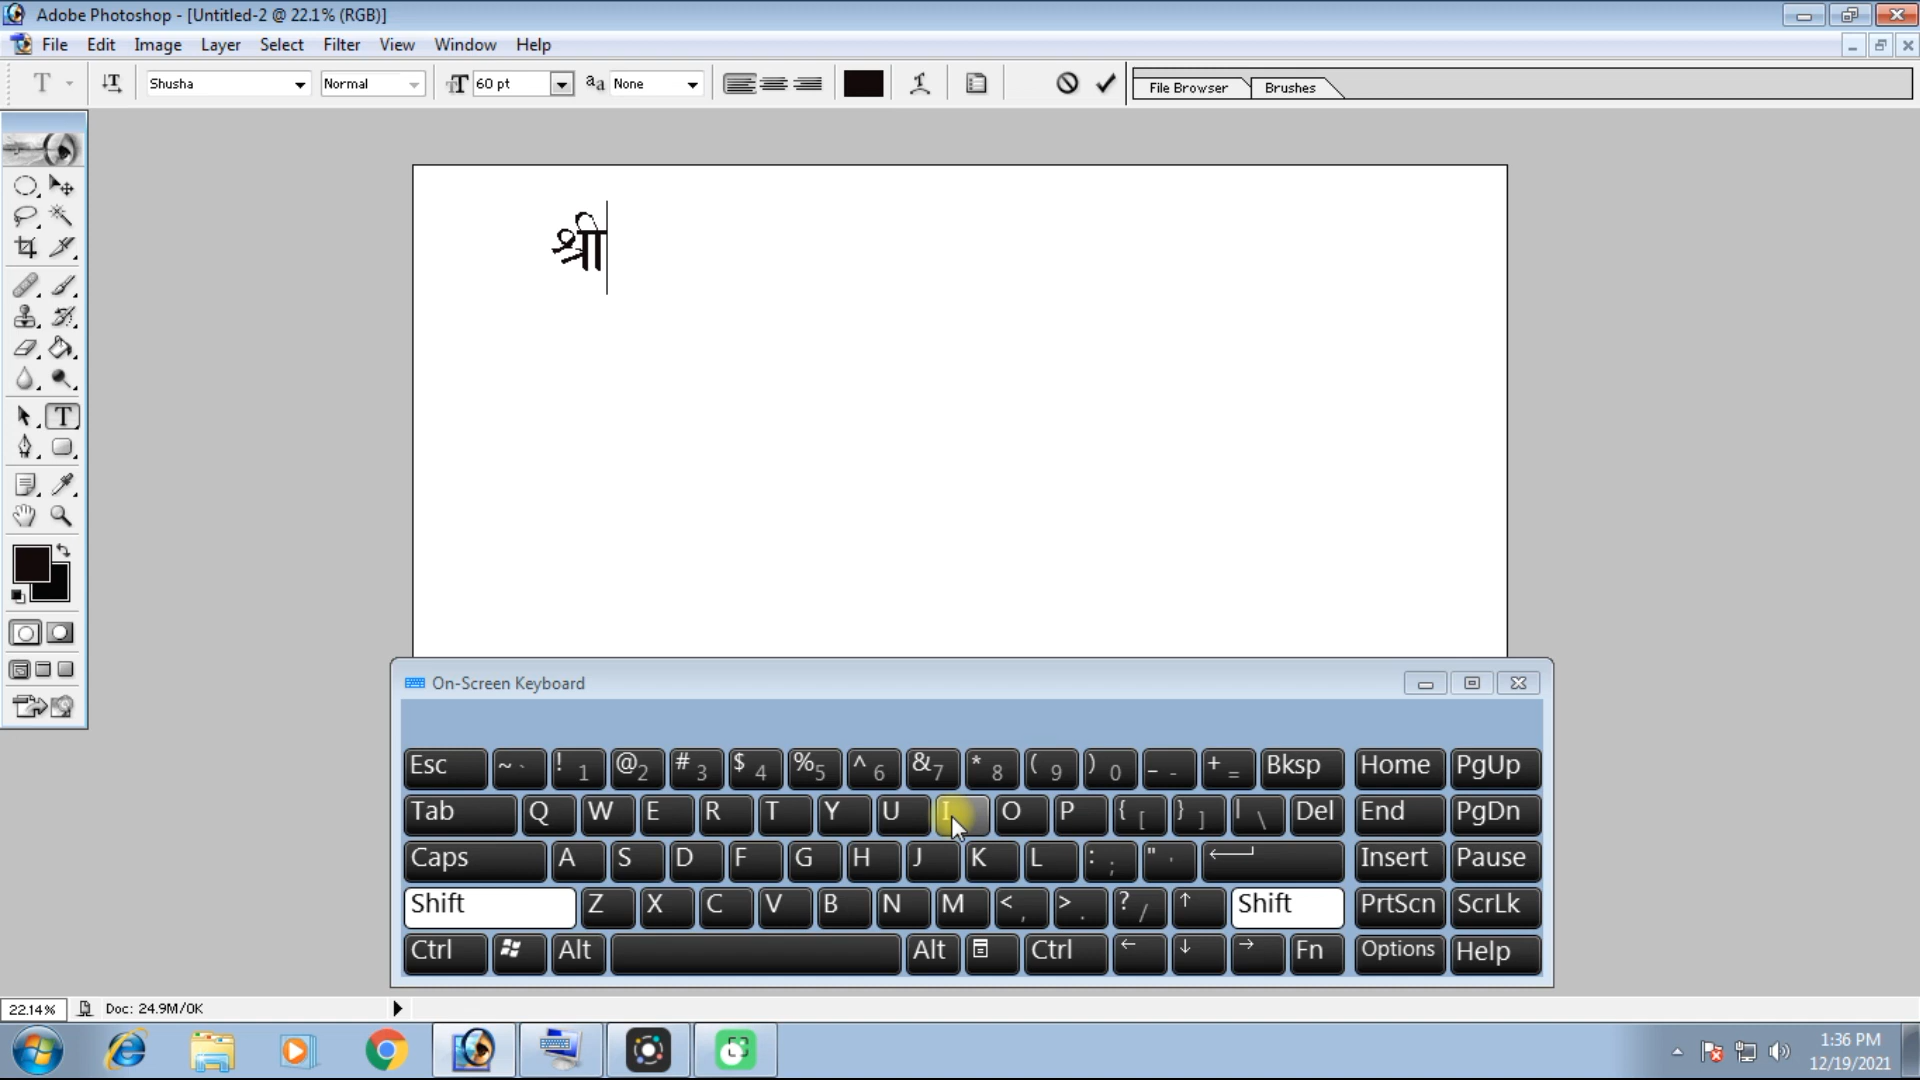 Adobe Photoshop - [Untitled-2 @ 22.1% (RGB)]
File Edit Image Layer Select Filter View Window Help
Shusha Normal 60 pt None File Browser Brushes
श्री
On-Screen Keyboard
Esc ~ ` ! 1 @ 2 # 3 $ 4 % 5 ^ 6 & 7 * 8 ( 9 ) 0 _ - + = Bksp Home PgUp
Tab Q W E R T Y U I O P { [ } ] | \ Del End PgDn
Caps A S D F G H J K L : ; " ' Insert Pause
Shift Z X C V B N M < , > . ? / ↑ Shift PrtScn ScrLk
Ctrl Alt Alt Ctrl ← ↓ → Fn Options Help
22.14% Doc: 24.9M/0K
1:36 PM
12/19/2021